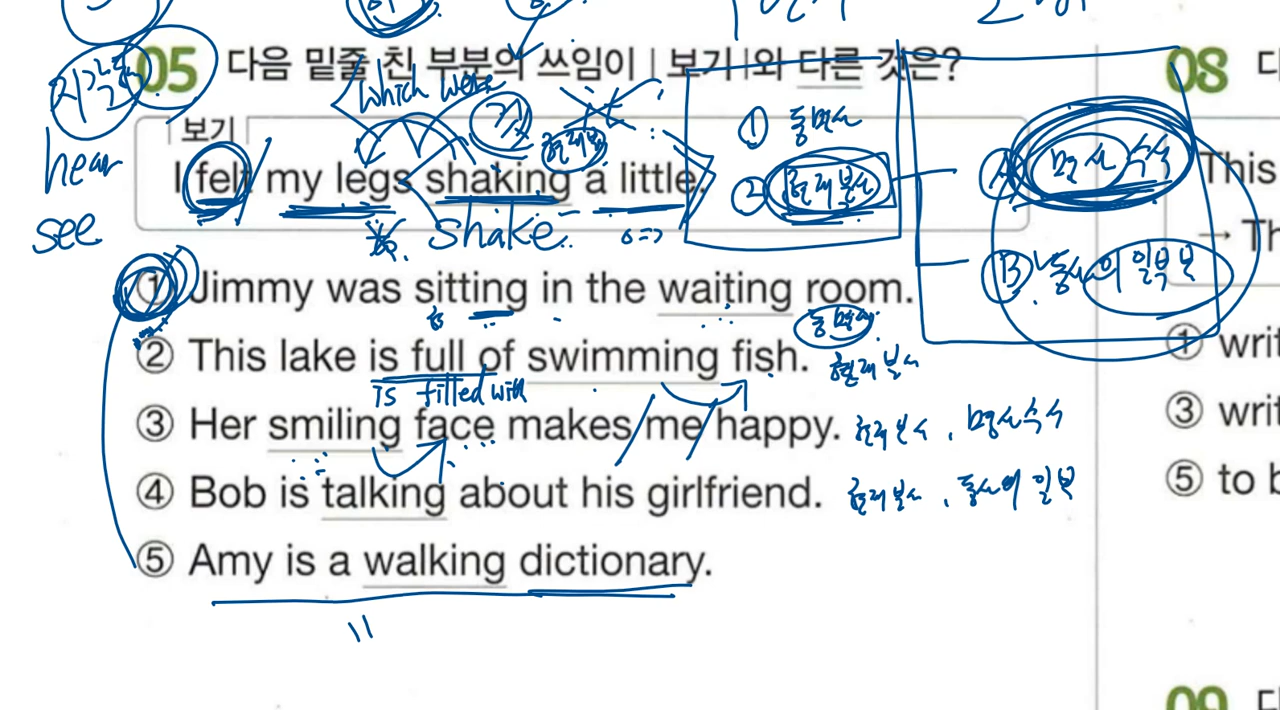 지각동
hear
see
05 다음 밑줄 친 부분의 쓰임이 |보기|와 다른 것은?
which were
보기
현재분
I felt my legs shaking a little.
shake
① 동명사
② 현재분사
A 명사 수식
B 동사의 일부분
① Jimmy was sitting in the waiting room.
동명사
② This lake is full of swimming fish.
현재분사
is filled with
③ Her smiling face makes me happy.
현재분사, 명사수식
④ Bob is talking about his girlfriend.
현재분사, 동사의 일부
⑤ Amy is a walking dictionary.
08 다
This
→ Th
① writ
③ writ
⑤ to b
09 다